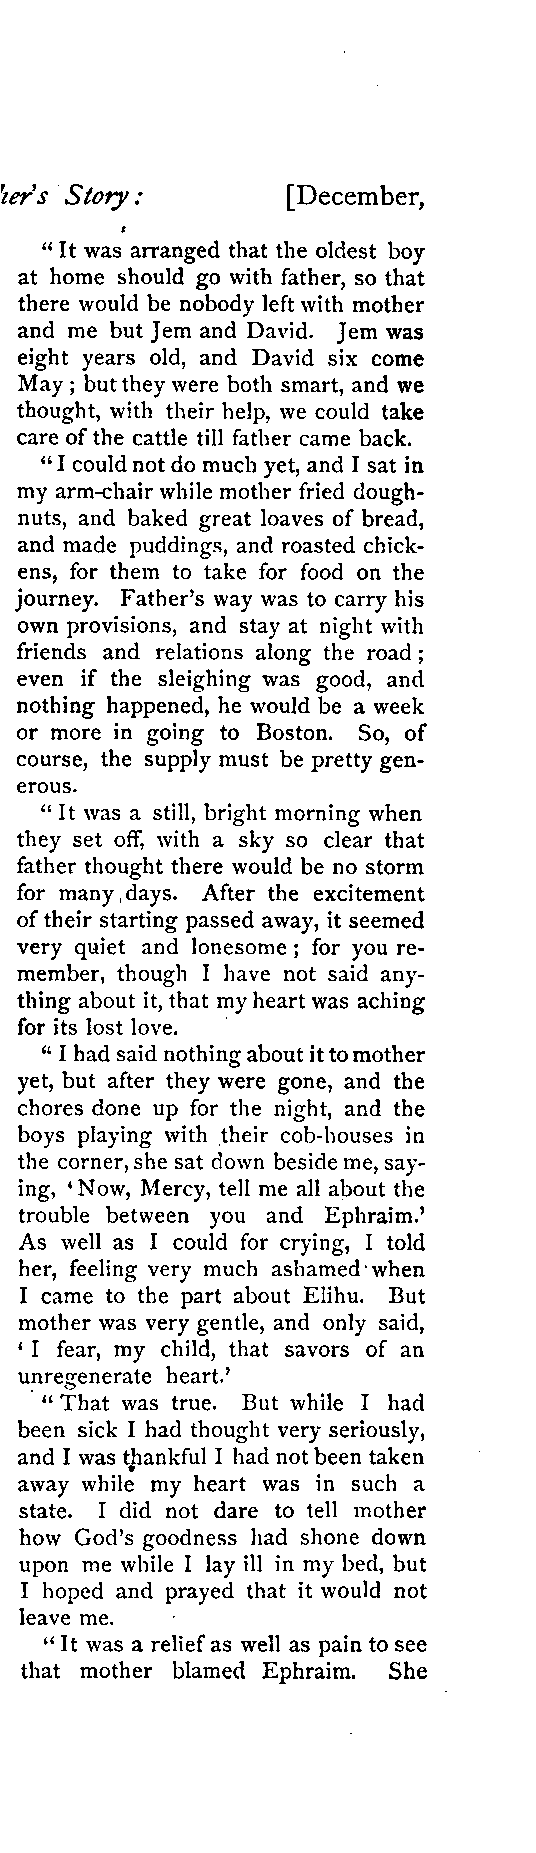 her's Story: [December,
“It was arranged that the oldest boy
at home should go with father, so that
there would be nobody left with mother
and me but Jem and David. Jem was
eight years old, and David six come
May; but they were both smart, and we
thought, with their help, we could take
care of the cattle till father came back.
“I could not do much yet, and I sat in
my arm-chair while mother fried dough-
nuts, and baked great loaves of bread,
and made puddings, and roasted chick-
ens, for them to take for food on the
journey. Father's way was to carry his
own provisions, and stay at night with
friends and relations along the road;
even if the sleighing was good, and
nothing happened, he would be a week
or more in going to Boston. So, of
course, the supply must be pretty gen-
erous.
“It was a still, bright morning when
they set off, with a sky so clear that
father thought there would be no storm
for many days. After the excitement
of their starting passed away, it seemed
very quiet and lonesome; for you re-
member, though I have not said any-
thing about it, that my heart was aching
for its lost love.
“I had said nothing about it to mother
yet, but after they were gone, and the
chores done up for the night, and the
boys playing with their cob-houses in
the corner, she sat down beside me, say-
ing, ‘Now, Mercy, tell me all about the
trouble between you and Ephraim.’
As well as I could for crying, I told
her, feeling very much ashamed when
I came to the part about Elihu. But
mother was very gentle, and only said,
‘I fear, my child, that savors of an
unregenerate heart.’
“That was true. But while I had
been sick I had thought very seriously,
and I was thankful I had not been taken
away while my heart was in such a
state. I did not dare to tell mother
how God's goodness had shone down
upon me while I lay ill in my bed, but
I hoped and prayed that it would not
leave me.
“It was a relief as well as pain to see
that mother blamed Ephraim. She